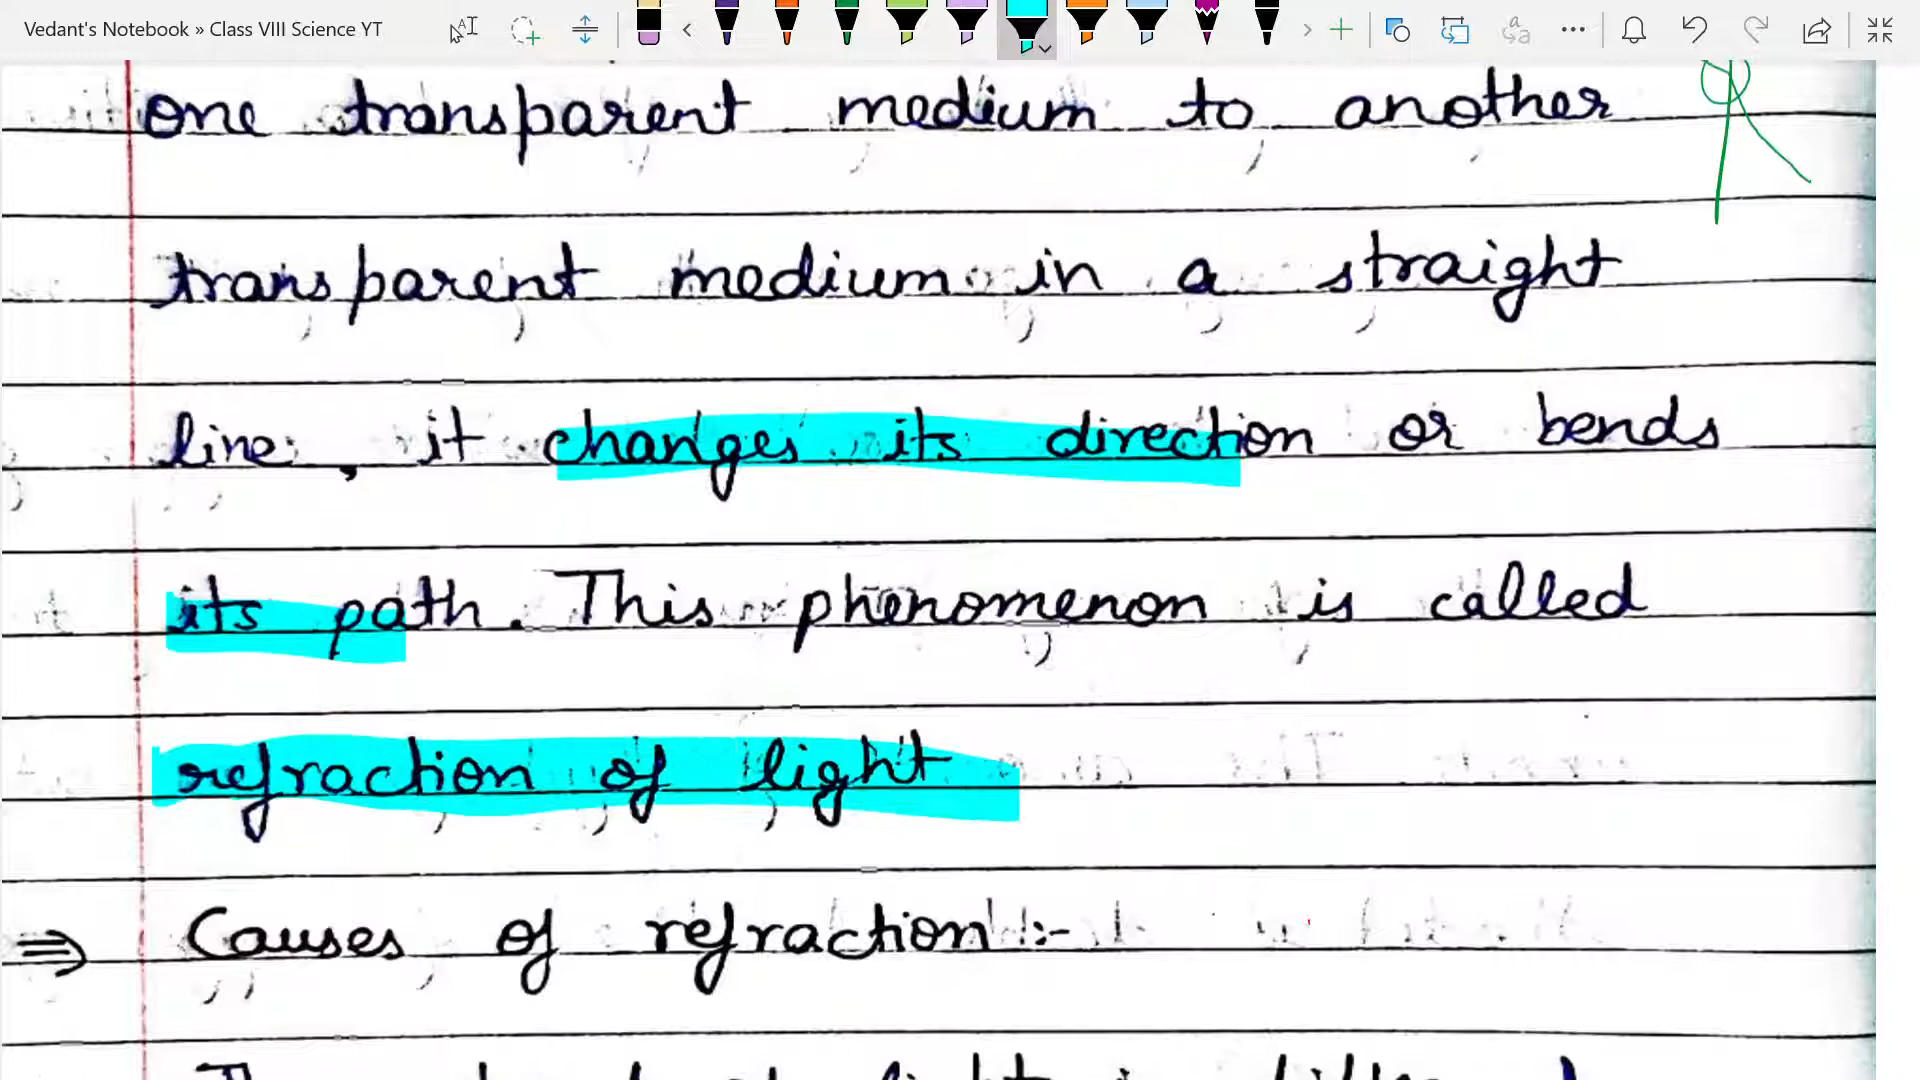 Vedant's Notebook » Class VIII Science YT
one transparent medium to another
transparent medium in a straight
line, it changes its direction or bends
its path. This phenomenon is called
refraction of light
⇒ Causes of refraction :-